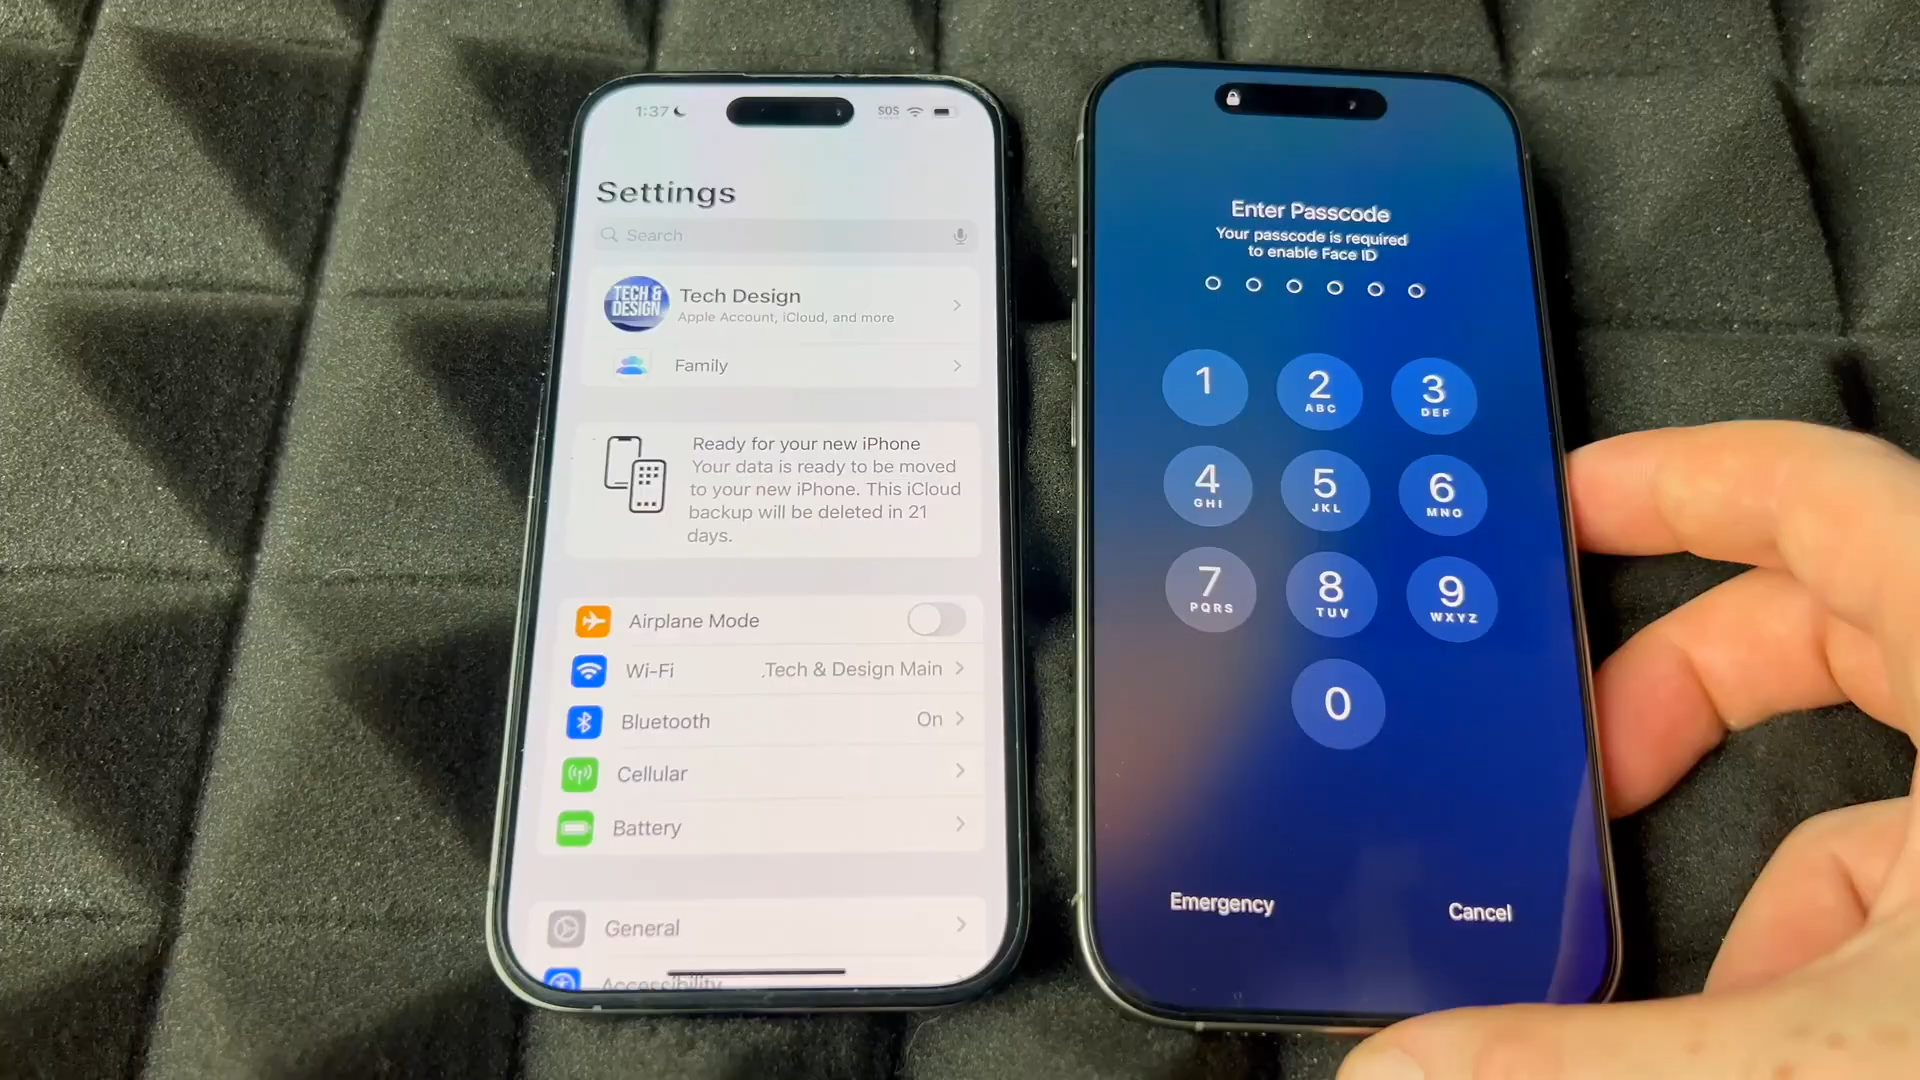 1:37
SOS
Settings
Search
TECH &
DESIGN
Tech Design
Apple Account, iCloud, and more
Family
Ready for your new iPhone
Your data is ready to be moved
to your new iPhone. This iCloud
backup will be deleted in 21
days.
Airplane Mode
Wi-Fi .Tech & Design Main
Bluetooth On
Cellular
Battery
General
Accessibility
Enter Passcode
Your passcode is required
to enable Face ID
1 2 3
ABC DEF
4 5 6
GHI JKL MNO
7 8 9
PQRS TUV WXYZ
0
Emergency Cancel